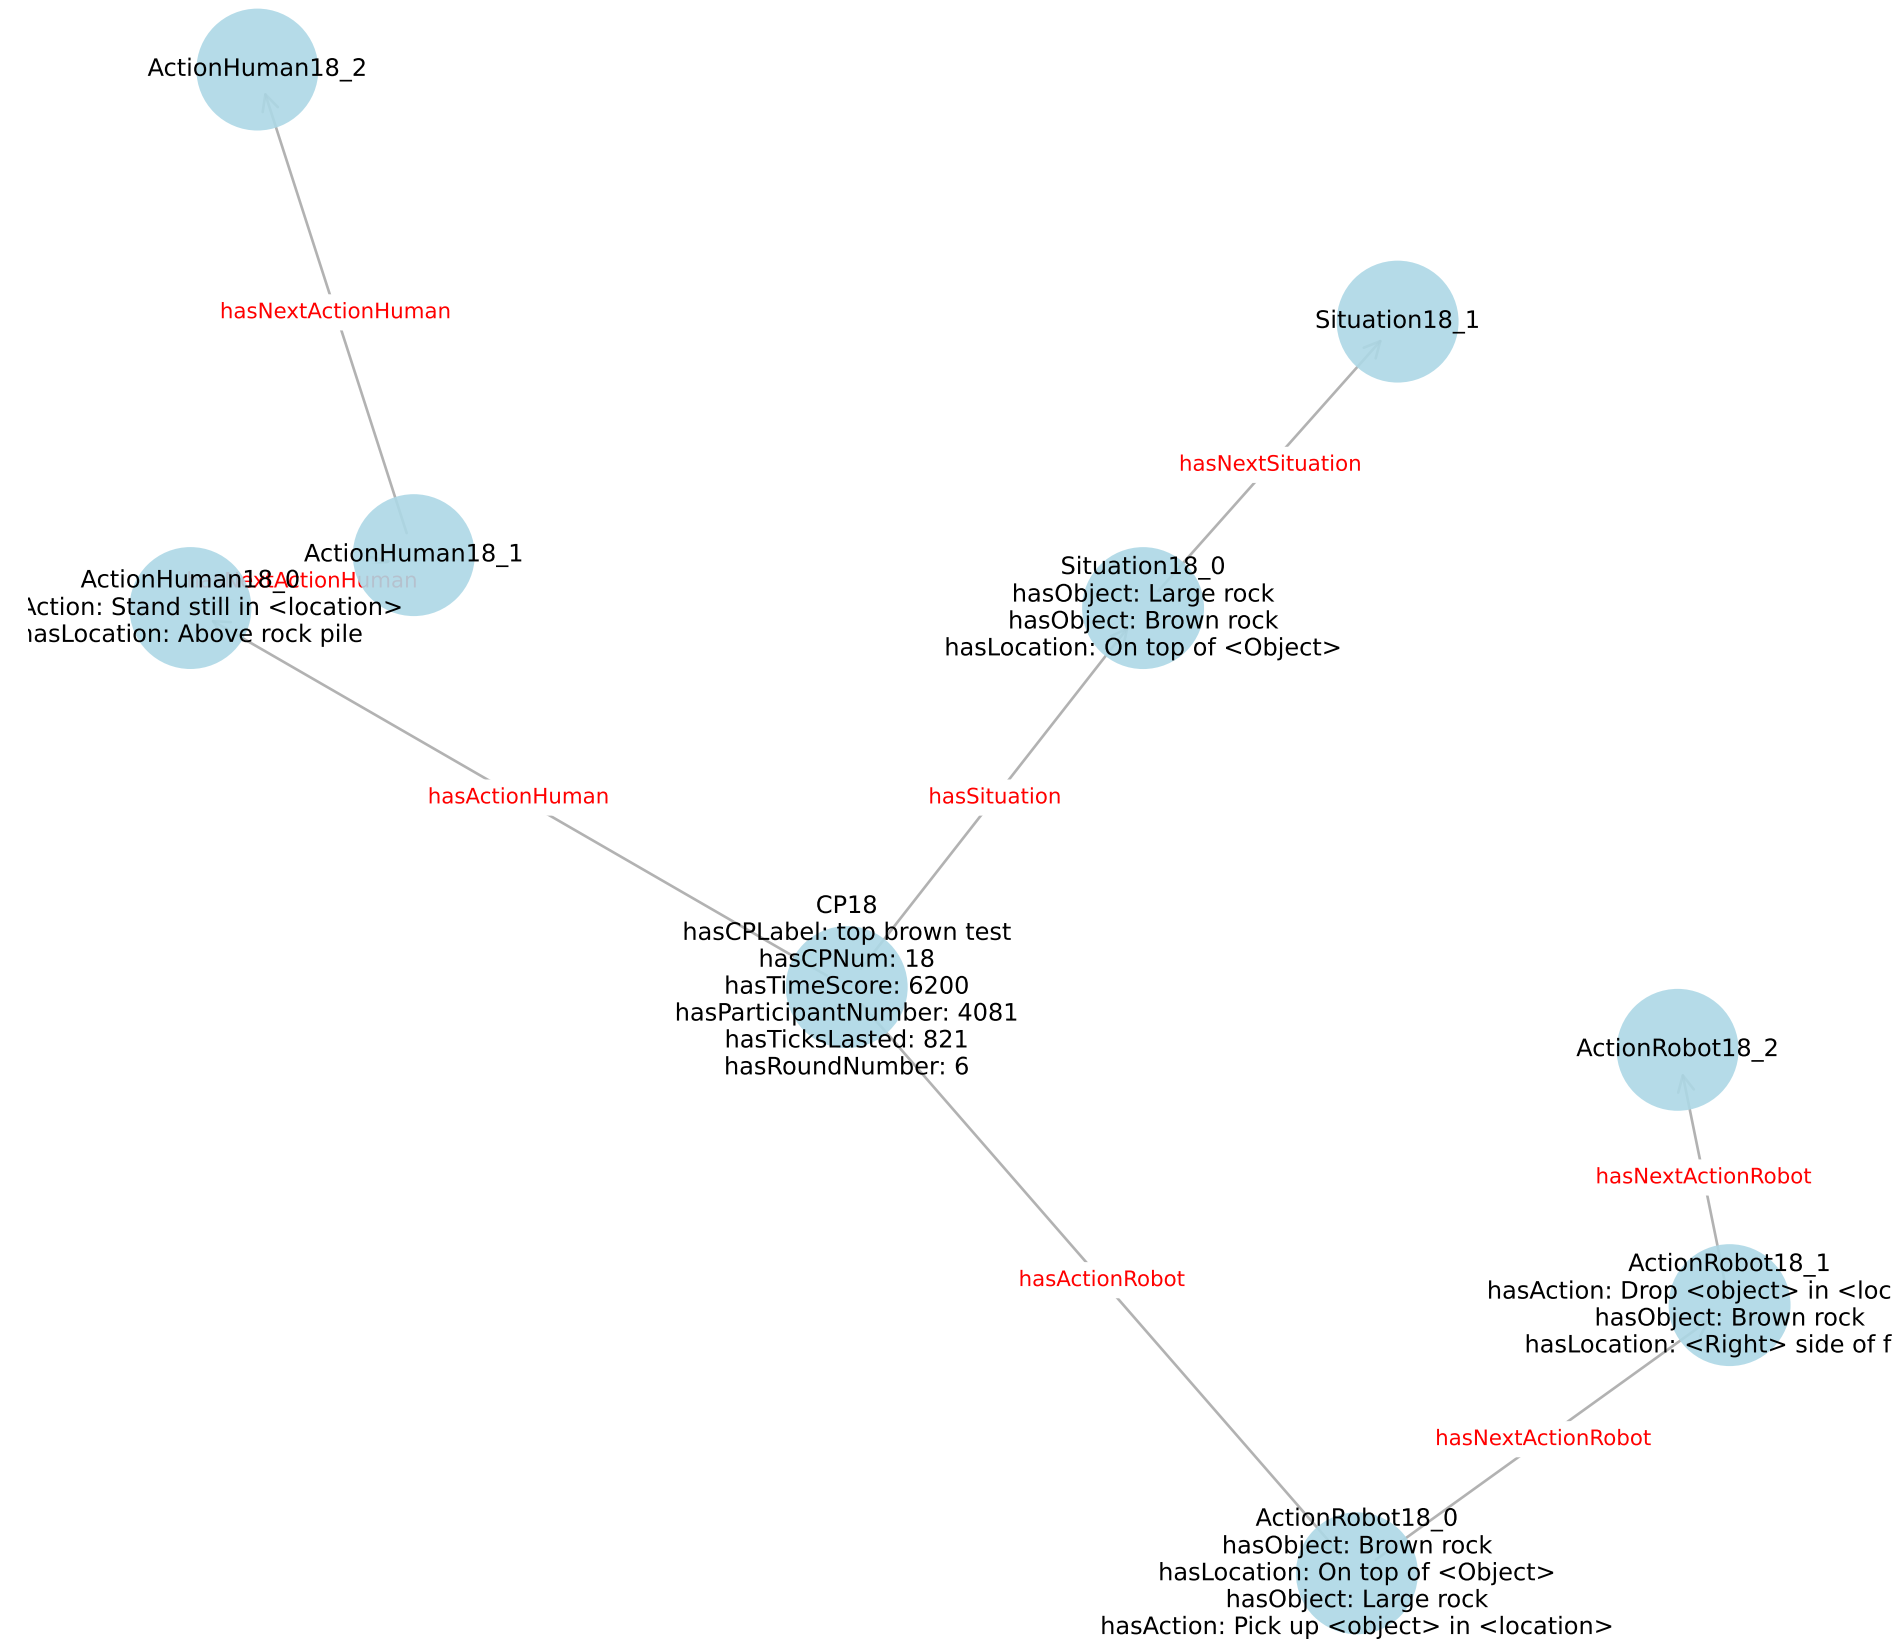 ActionHuman18_2
hasNextActionHuman
Situation18_1
hasNextSituation
ActionHuman18_1
ActionHuman18_0
Action: Stand still in <location>
hasLocation: Above rock pile
Situation18_0
hasObject: Large rock
hasObject: Brown rock
hasLocation: On top of <Object>
hasActionHuman
hasSituation
CP18
hasCPLabel: top brown test
hasCPNum: 18
hasTimeScore: 6200
hasParticipantNumber: 4081
hasTicksLasted: 821
hasRoundNumber: 6
ActionRobot18_2
hasNextActionRobot
hasActionRobot
ActionRobot18_1
hasAction: Drop <object> in <loc
hasObject: Brown rock
hasLocation: <Right> side of f
hasNextActionRobot
ActionRobot18_0
hasObject: Brown rock
hasLocation: On top of <Object>
hasObject: Large rock
hasAction: Pick up <object> in <location>